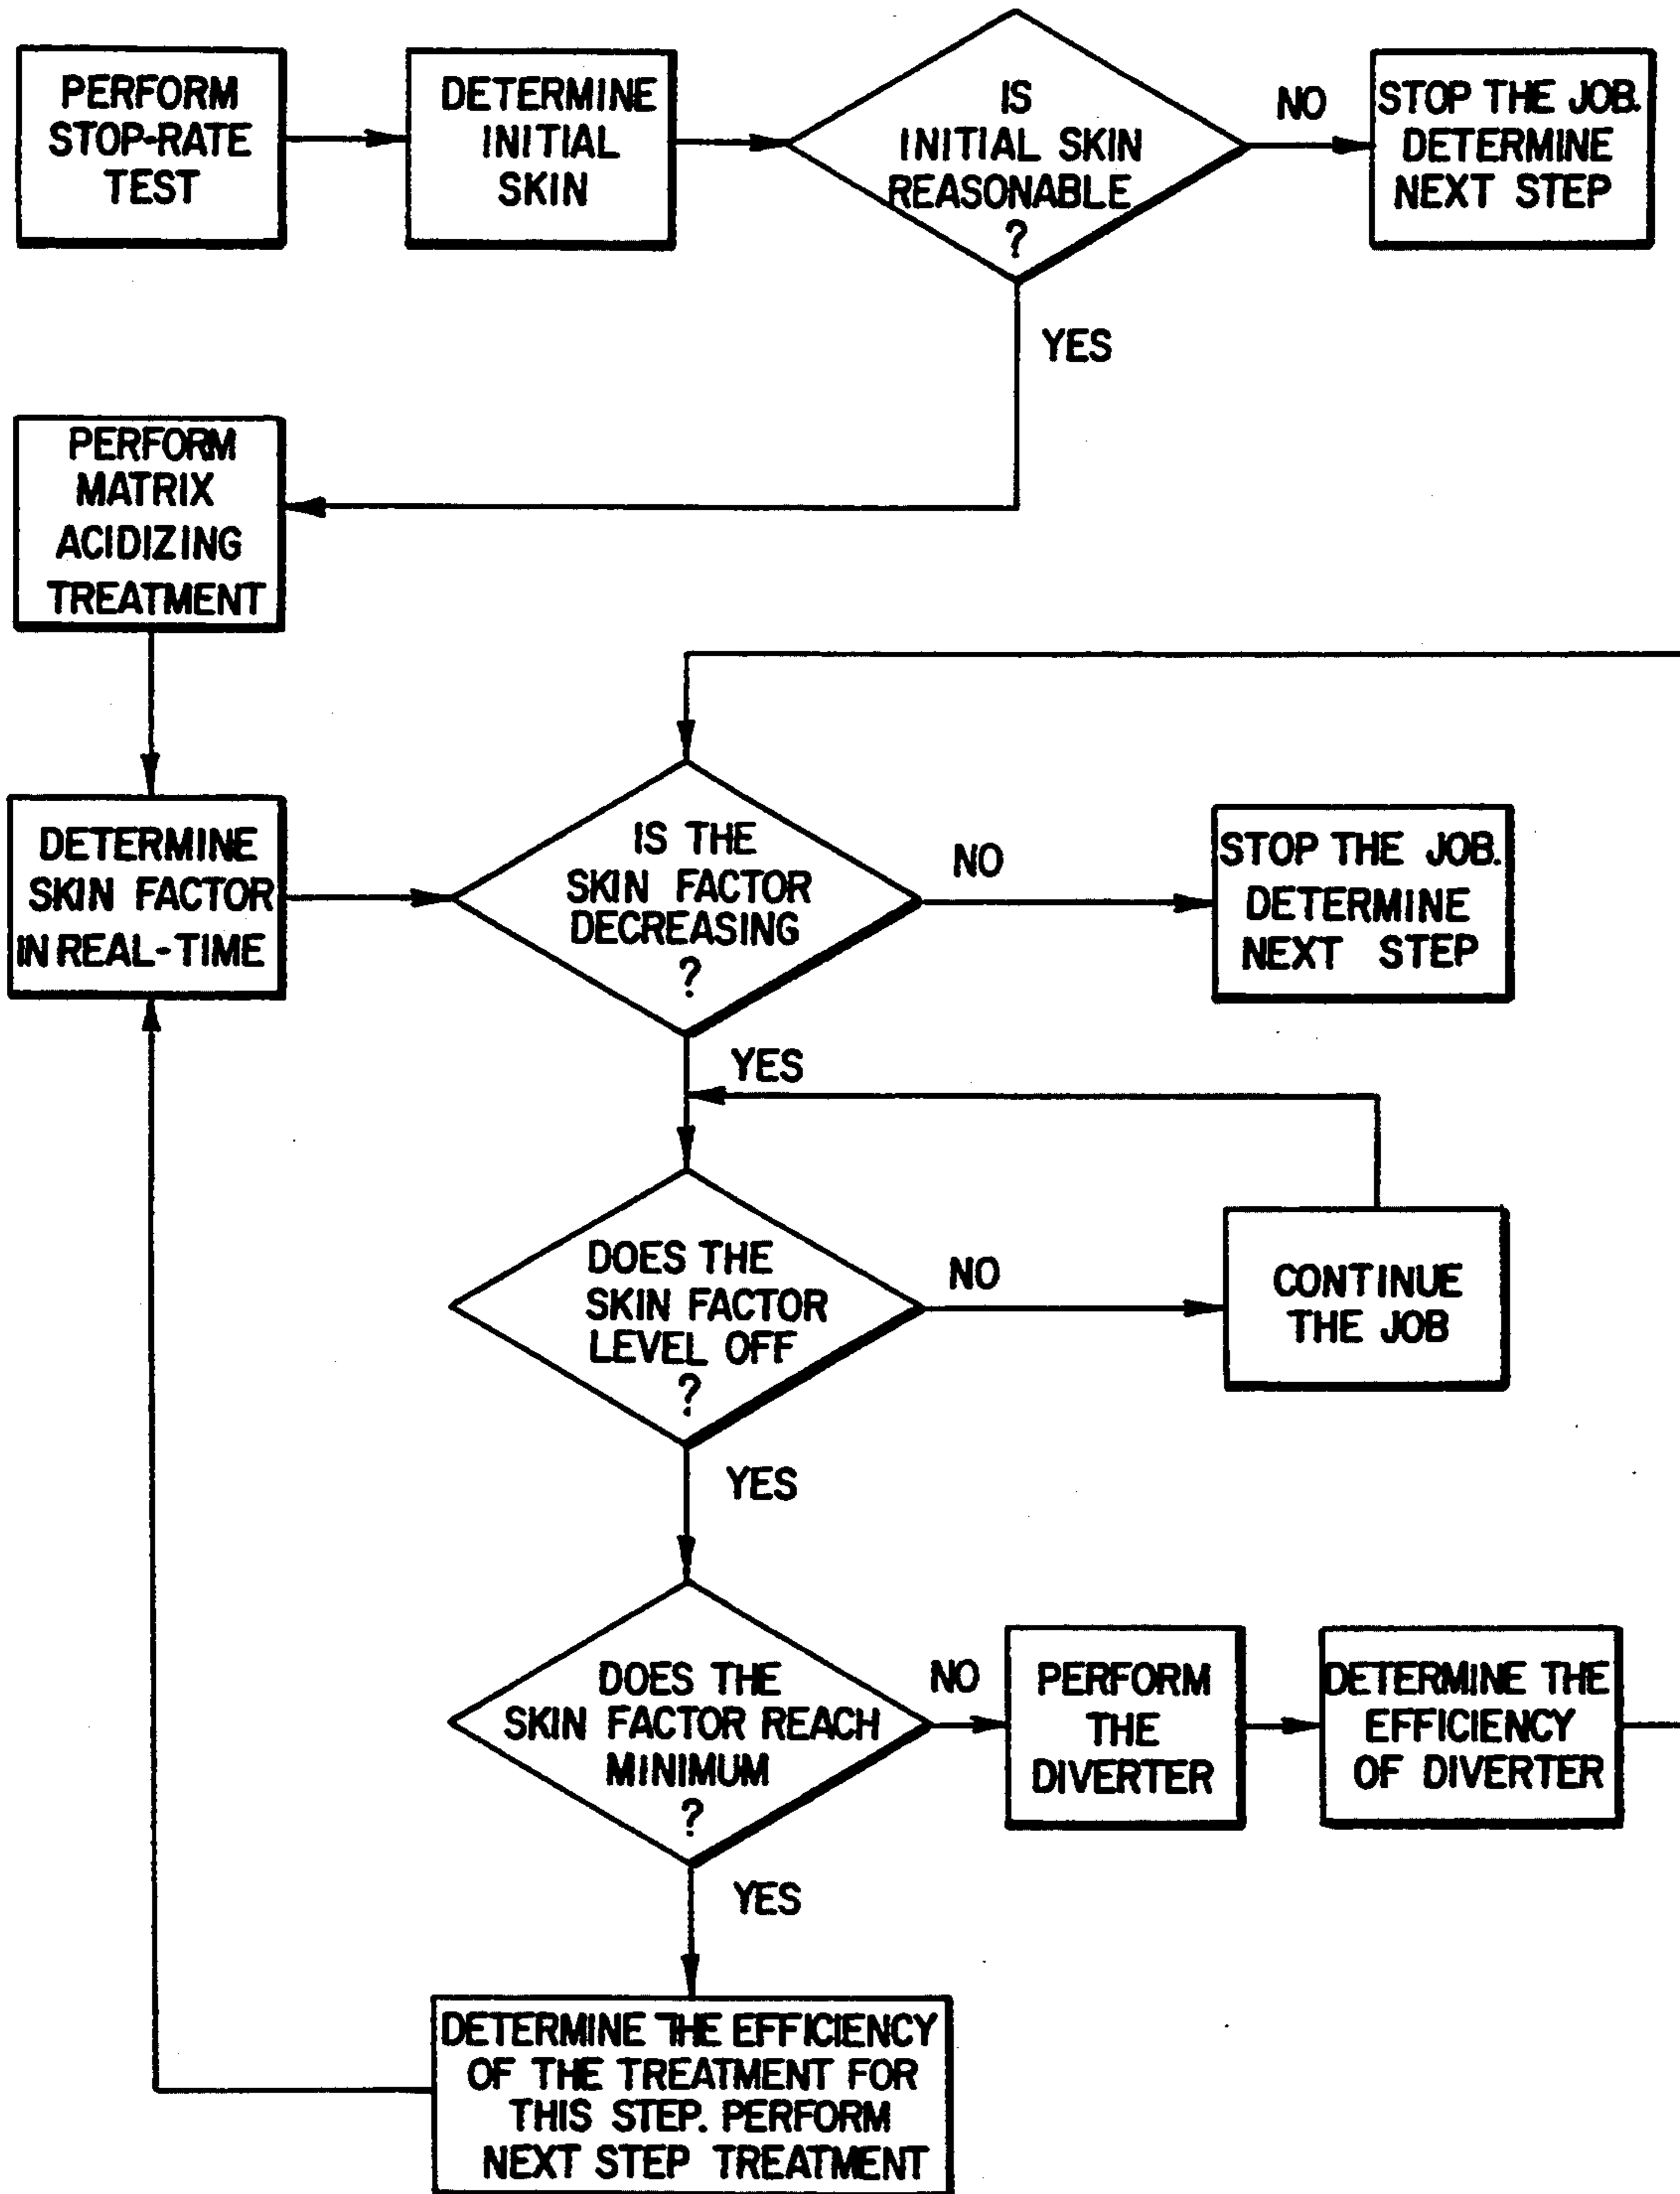 PERFORM
STOP-RATE
TEST
DETERMINE
INITIAL
SKIN
IS
INITIAL SKIN
REASONABLE
?
NO
STOP THE JOB.
DETERMINE
NEXT STEP
YES
PERFORM
MATRIX
ACIDIZING
TREATMENT
DETERMINE
SKIN FACTOR
IN REAL-TIME
IS THE
SKIN FACTOR
DECREASING
?
NO
STOP THE JOB.
DETERMINE
NEXT STEP
YES
DOES THE
SKIN FACTOR
LEVEL OFF
?
NO
CONTINUE
THE JOB
YES
DOES THE
SKIN FACTOR REACH
MINIMUM
?
NO
PERFORM
THE
DIVERTER
DETERMINE THE
EFFICIENCY
OF DIVERTER
YES
DETERMINE THE EFFICIENCY
OF THE TREATMENT FOR
THIS STEP. PERFORM
NEXT STEP TREATMENT